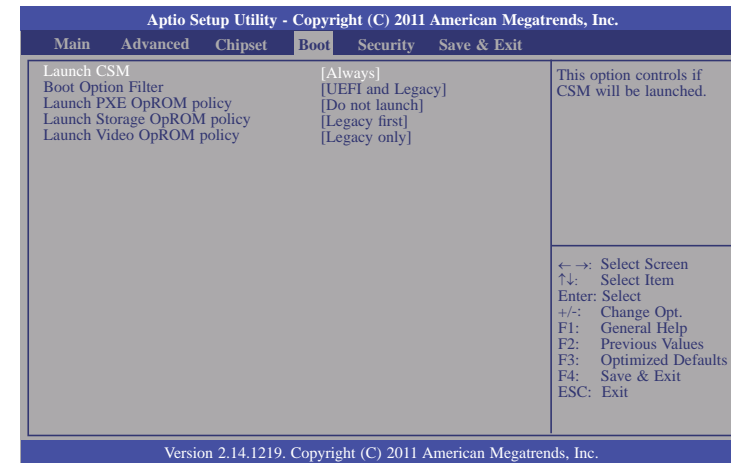 Aptio Setup Utility - Copyright (C) 2011 American Megatrends, Inc.
Main Advanced Chipset Boot Security Save & Exit
Launch CSM [Always]
Boot Option Filter [UEFI and Legacy]
Launch PXE OpROM policy [Do not launch]
Launch Storage OpROM policy [Legacy first]
Launch Video OpROM policy [Legacy only]
This option controls if
CSM will be launched.
← →: Select Screen
↑↓: Select Item
Enter: Select
+/-: Change Opt.
F1: General Help
F2: Previous Values
F3: Optimized Defaults
F4: Save & Exit
ESC: Exit
Version 2.14.1219. Copyright (C) 2011 American Megatrends, Inc.